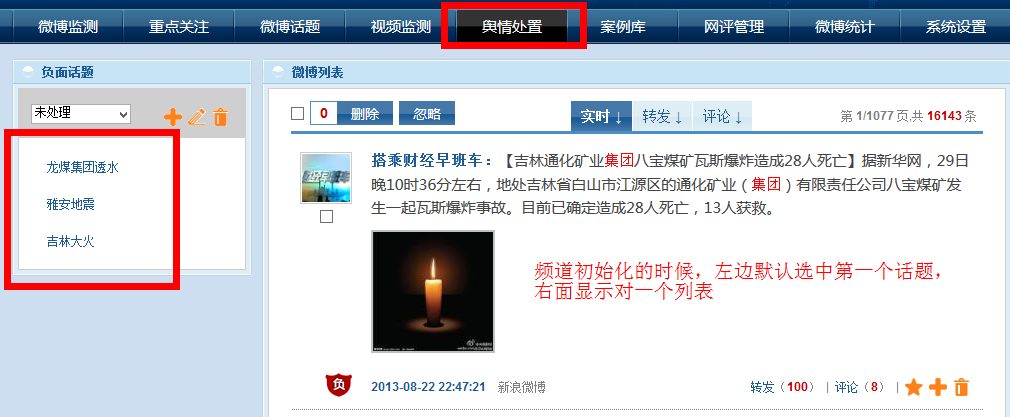 微博监测 重点关注 微博话题 视频监测 舆情处置 案例库 网评管理 微博统计 系统设置
负面话题
未处理
龙煤集团透水
雅安地震
吉林大火
微博列表
0 删除 忽略 实时↓ 转发↓ 评论↓ 第 1/1077 页,共 16143 条
搭乘财经早班车：【吉林通化矿业集团八宝煤矿瓦斯爆炸造成28人死亡】据新华网，29日
晚10时36分左右，地处吉林省白山市江源区的通化矿业（集团）有限责任公司八宝煤矿发
生一起瓦斯爆炸事故。目前已确定造成28人死亡，13人获救。
频道初始化的时候，左边默认选中第一个话题，
右面显示对一个列表
负 2013-08-22 22:47:21 新浪微博 转发（100） | 评论（8） |